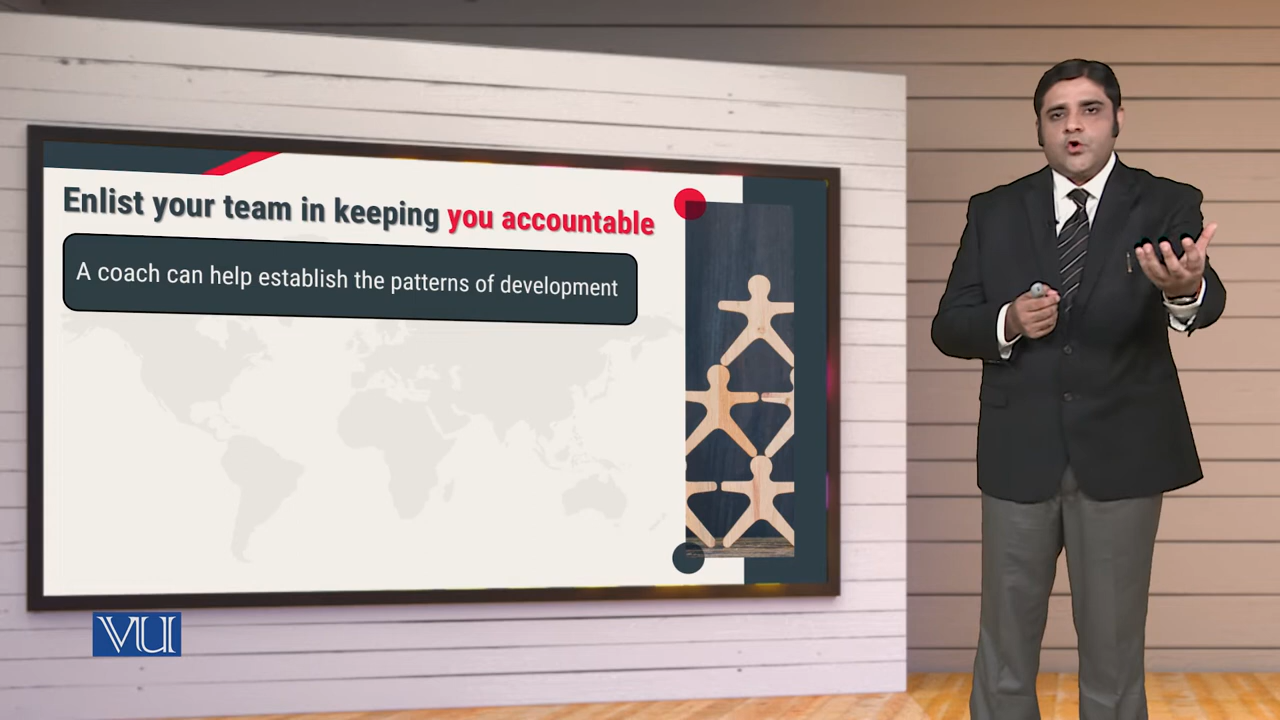 Enlist your team in keeping you accountable
A coach can help establish the patterns of development
VU